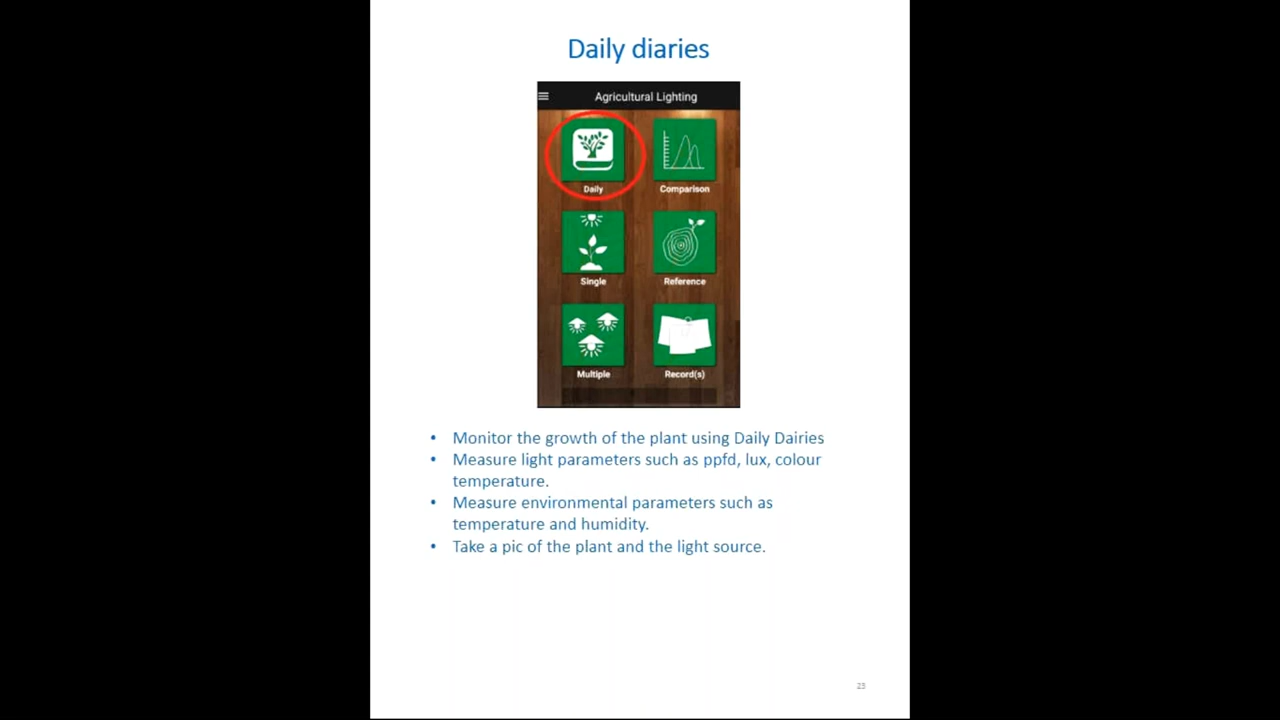 Daily diaries
Agricultural Lighting
Daily
Comparison
Single
Reference
Multiple
Record(s)
• Monitor the growth of the plant using Daily Dairies
• Measure light parameters such as ppfd, lux, colour
temperature.
• Measure environmental parameters such as
temperature and humidity.
• Take a pic of the plant and the light source.
23